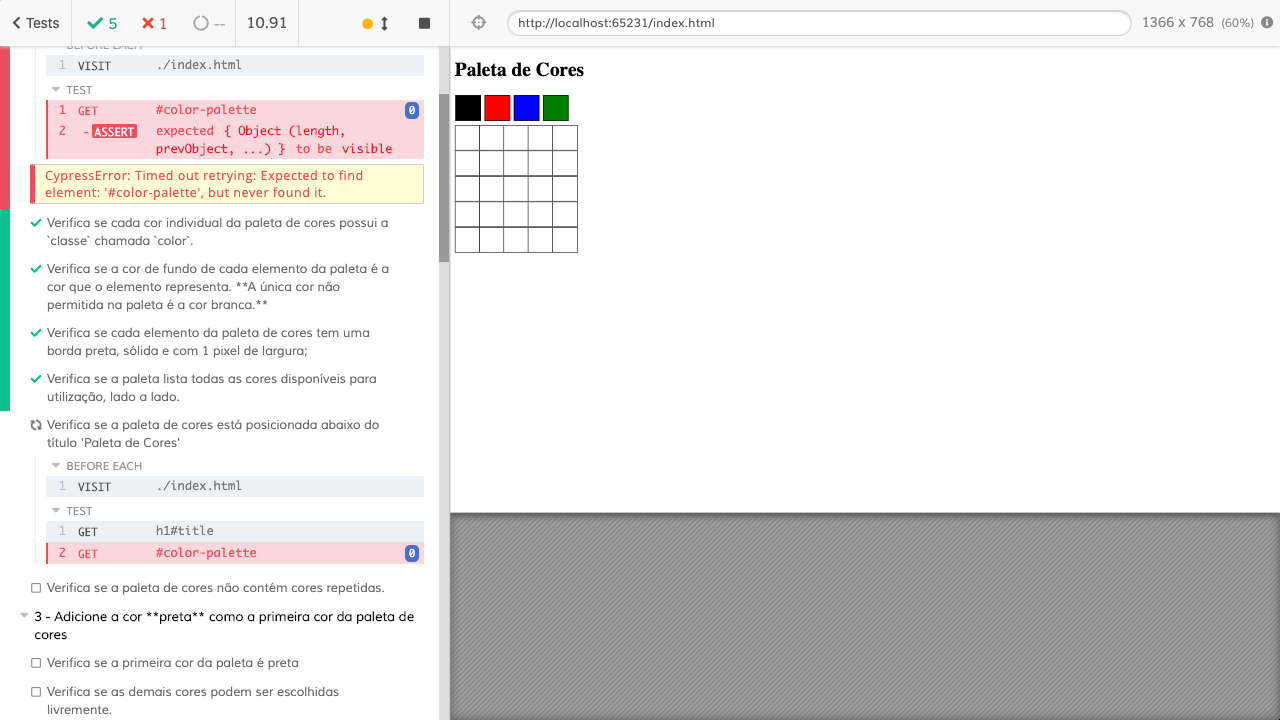 Tests
5
1
--
10.91
http://localhost:65231/index.html
1366 x 768 (60%)
BEFORE EACH
1 VISIT ./index.html
TEST
1 GET #color-palette 0
2 -ASSERT expected { Object (length,
prevObject, ...) } to be visible
CypressError: Timed out retrying: Expected to find
element: '#color-palette', but never found it.
Verifica se cada cor individual da paleta de cores possui a
`classe` chamada `color`.
Verifica se a cor de fundo de cada elemento da paleta é a
cor que o elemento representa. **A única cor não
permitida na paleta é a cor branca.**
Verifica se cada elemento da paleta de cores tem uma
borda preta, sólida e com 1 pixel de largura;
Verifica se a paleta lista todas as cores disponíveis para
utilização, lado a lado.
Verifica se a paleta de cores está posicionada abaixo do
título 'Paleta de Cores'
BEFORE EACH
1 VISIT ./index.html
TEST
1 GET h1#title
2 GET #color-palette 0
Verifica se a paleta de cores não contém cores repetidas.
3 - Adicione a cor **preta** como a primeira cor da paleta de
cores
Verifica se a primeira cor da paleta é preta
Verifica se as demais cores podem ser escolhidas
livremente.
Paleta de Cores